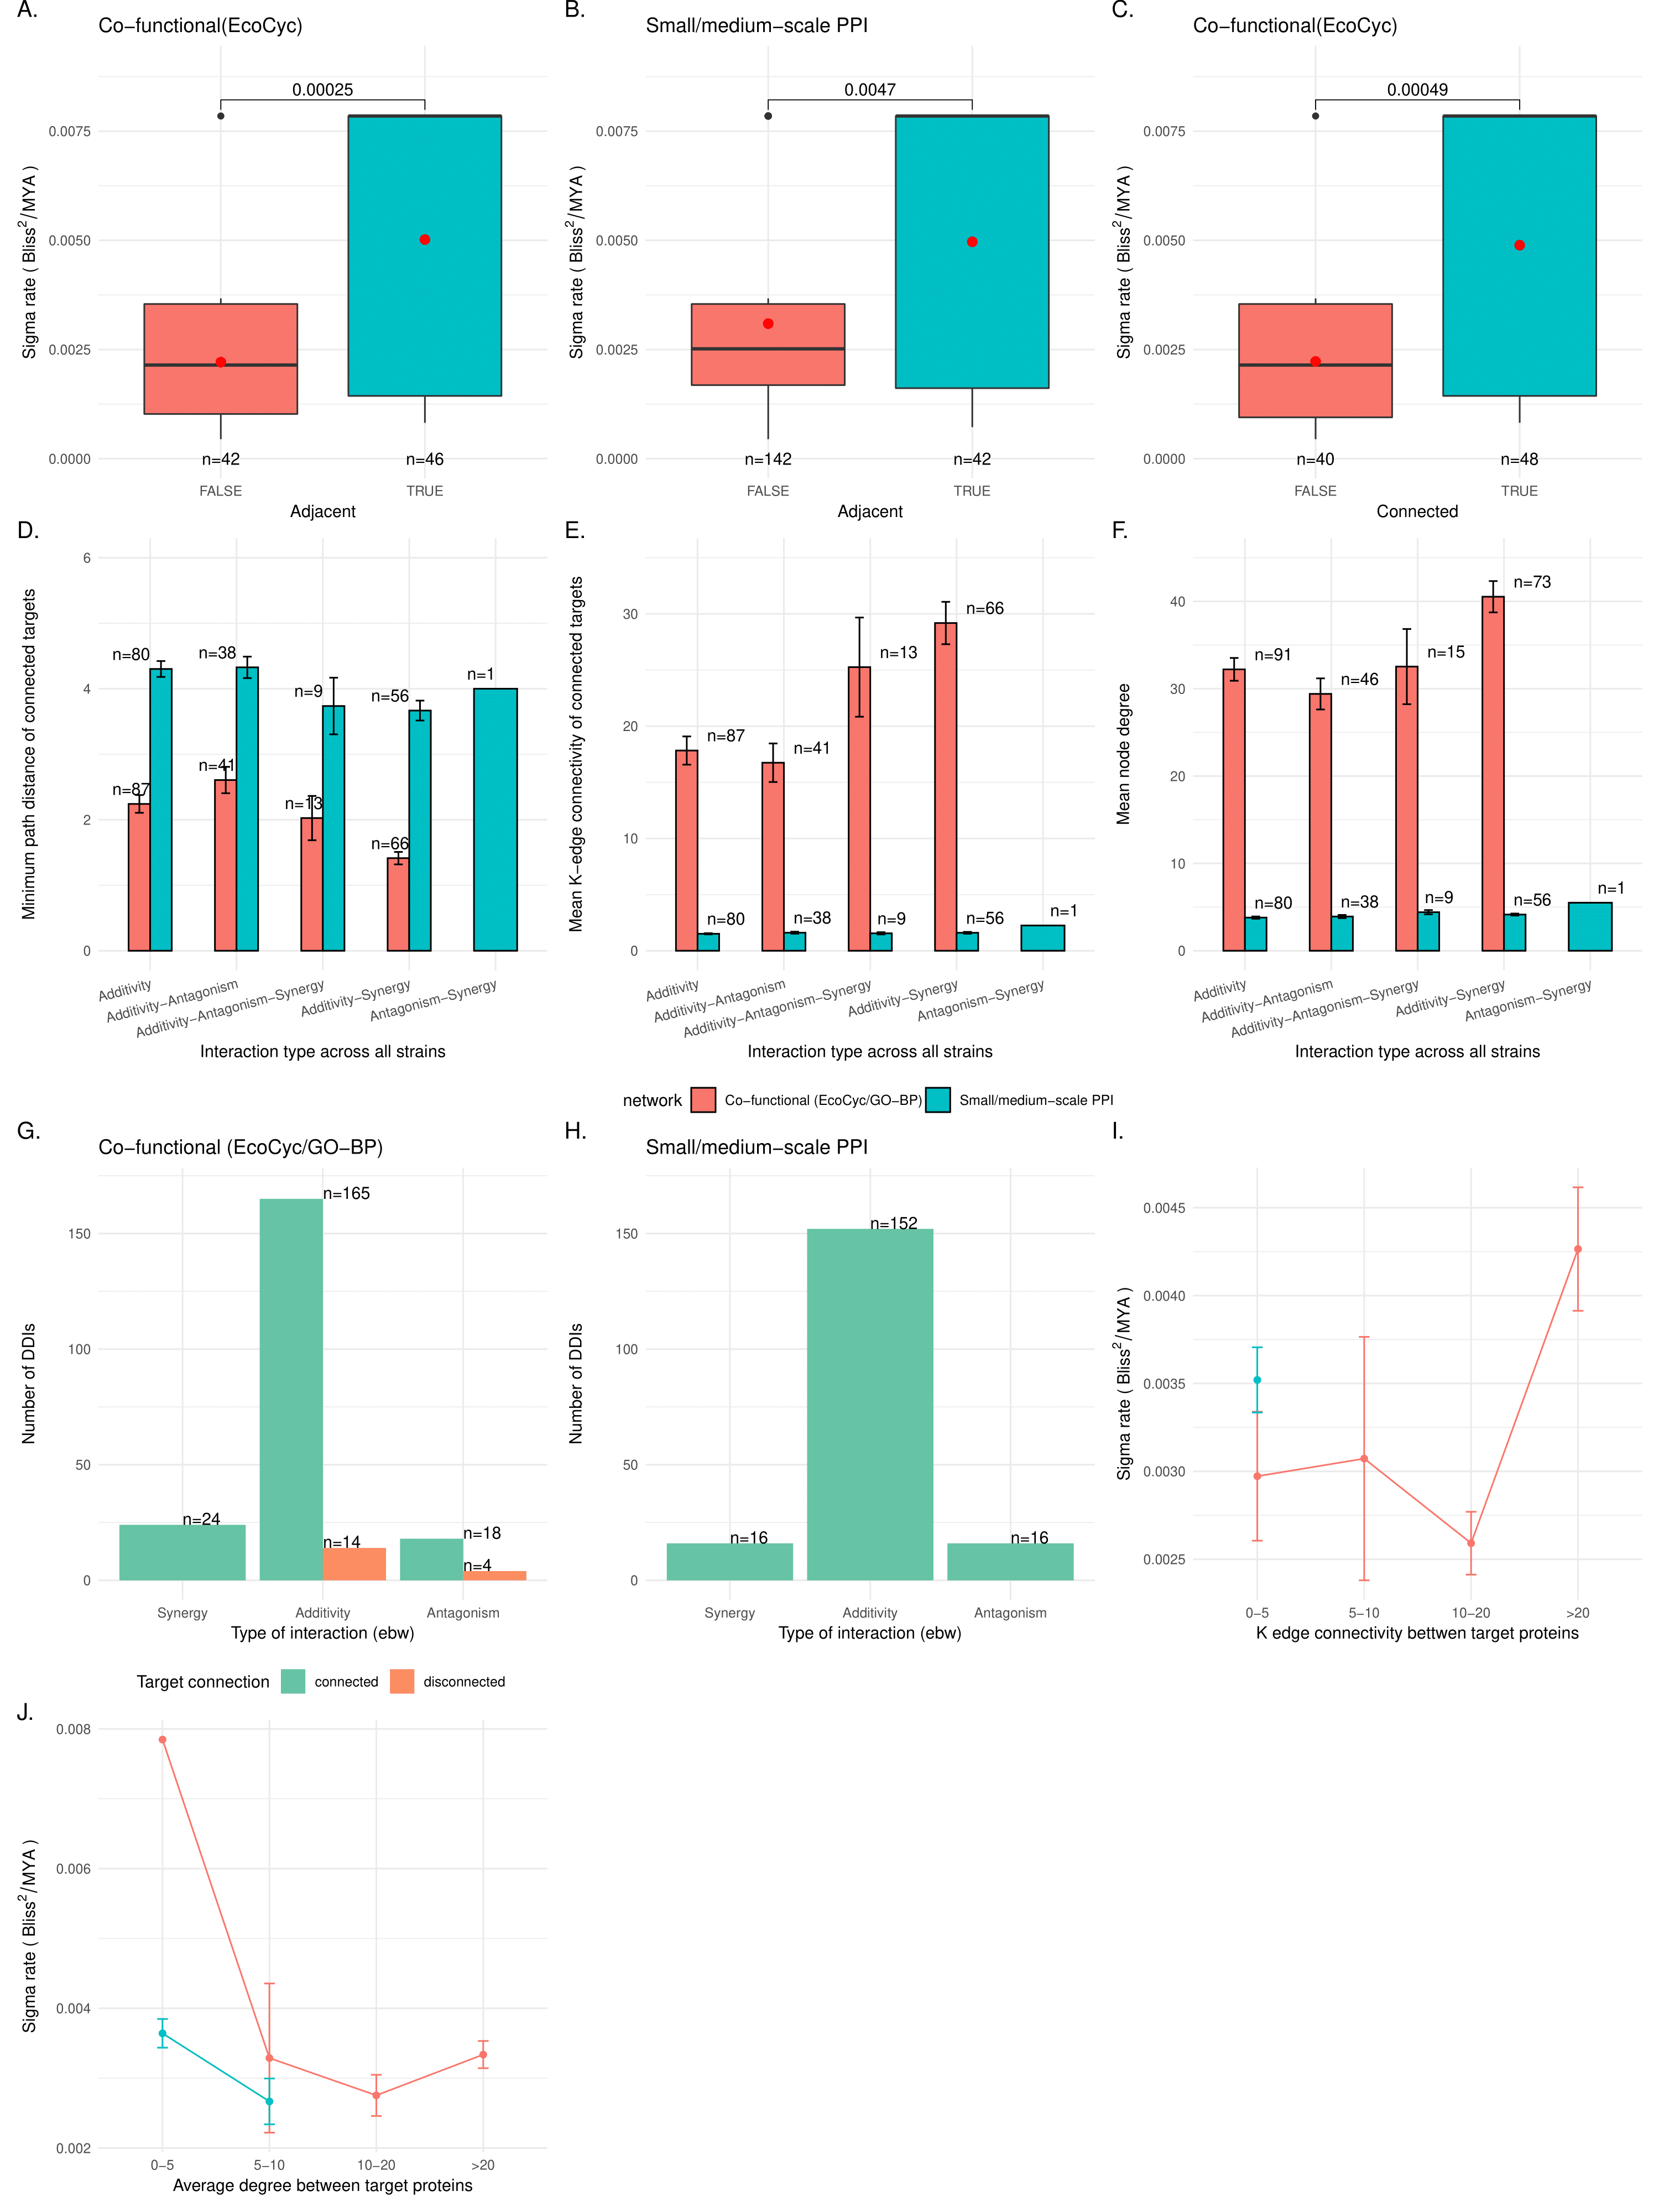 A.
Co−functional(EcoCyc)
Sigma rate ( Bliss2/MYA )
0.0075
0.0050
0.0025
0.0000
0.00025
n=42
n=46
FALSE
TRUE
Adjacent
B.
Small/medium−scale PPI
Sigma rate ( Bliss2/MYA )
0.0075
0.0050
0.0025
0.0000
0.0047
n=142
n=42
FALSE
TRUE
Adjacent
C.
Co−functional(EcoCyc)
Sigma rate ( Bliss2/MYA )
0.0075
0.0050
0.0025
0.0000
0.00049
n=40
n=48
FALSE
TRUE
Connected
D.
Minimum path distance of connected targets
6
4
2
0
n=80
n=87
n=38
n=41
n=9
n=13
n=56
n=66
n=1
Additivity
Additivity−Antagonism
Additivity−Antagonism−Synergy
Additivity−Synergy
Antagonism−Synergy
Interaction type across all strains
E.
Mean K−edge connectivity of connected targets
30
20
10
0
n=87
n=80
n=41
n=38
n=13
n=9
n=66
n=56
n=1
Additivity
Additivity−Antagonism
Additivity−Antagonism−Synergy
Additivity−Synergy
Antagonism−Synergy
Interaction type across all strains
F.
Mean node degree
40
30
20
10
0
n=91
n=80
n=46
n=38
n=15
n=9
n=73
n=56
n=1
Additivity
Additivity−Antagonism
Additivity−Antagonism−Synergy
Additivity−Synergy
Antagonism−Synergy
Interaction type across all strains
network
Co−functional (EcoCyc/GO−BP)
Small/medium−scale PPI
G.
Co−functional (EcoCyc/GO−BP)
Number of DDIs
150
100
50
0
n=24
n=165
n=14
n=18
n=4
Synergy
Additivity
Antagonism
Type of interaction (ebw)
Target connection
connected
disconnected
H.
Small/medium−scale PPI
Number of DDIs
150
100
50
0
n=16
n=152
n=16
Synergy
Additivity
Antagonism
Type of interaction (ebw)
I.
Sigma rate ( Bliss2/MYA )
0.0045
0.0040
0.0035
0.0030
0.0025
0−5
5−10
10−20
>20
K edge connectivity bettwen target proteins
J.
Sigma rate ( Bliss2/MYA )
0.008
0.006
0.004
0.002
0−5
5−10
10−20
>20
Average degree between target proteins